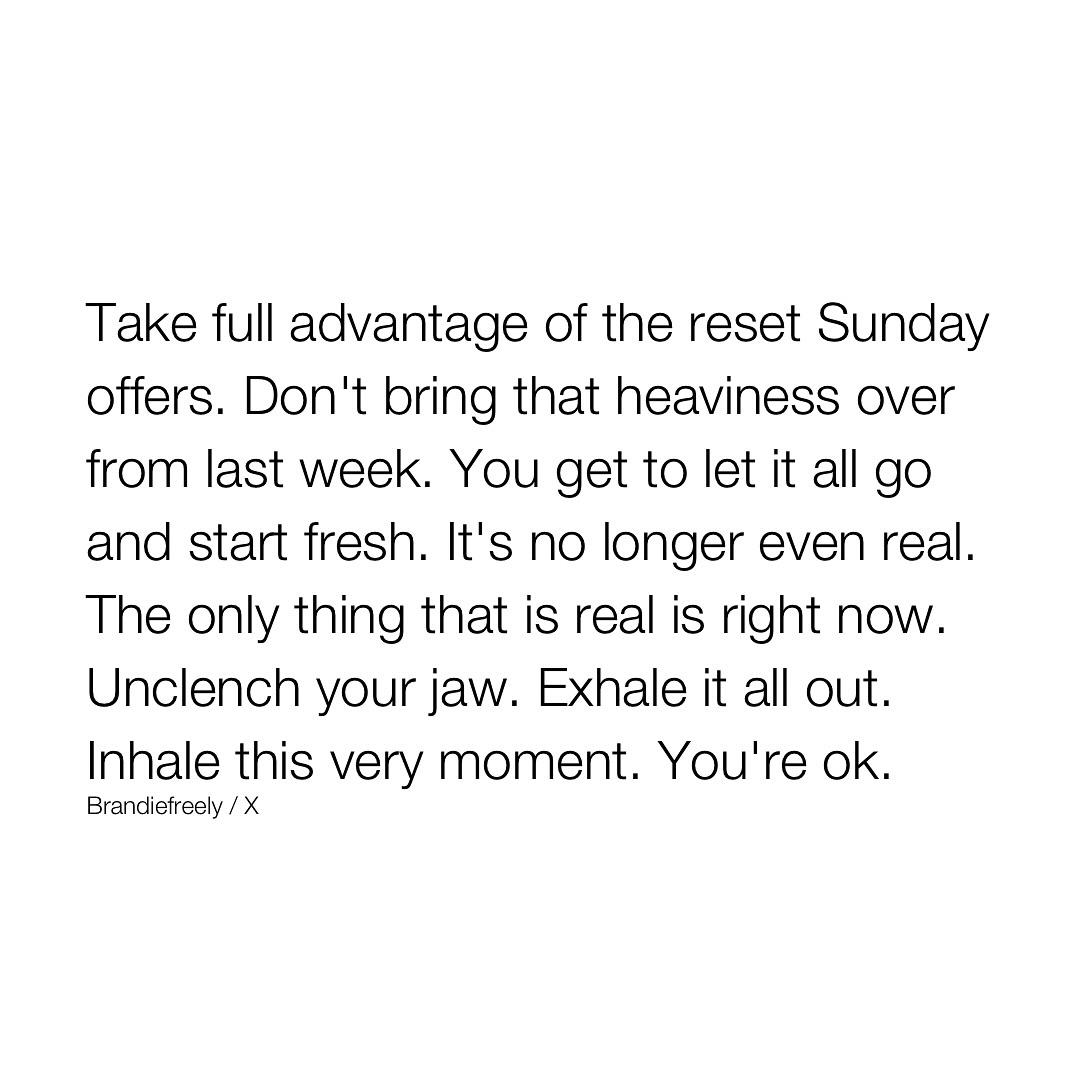 Take full advantage of the reset Sunday
offers. Don't bring that heaviness over
from last week. You get to let it all go
and start fresh. It's no longer even real.
The only thing that is real is right now.
Unclench your jaw. Exhale it all out.
Inhale this very moment. You're ok.
Brandiefreely / X